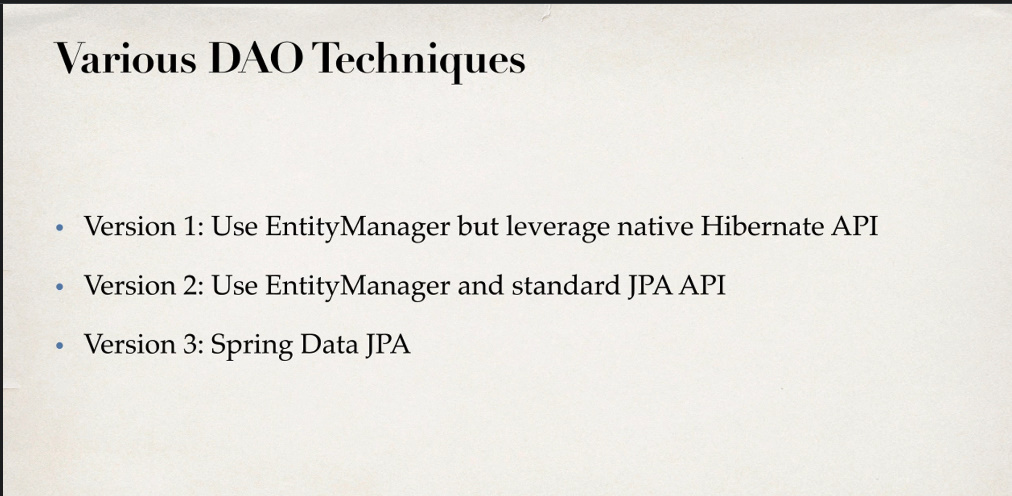 Various DAO Techniques
• Version 1: Use EntityManager but leverage native Hibernate API
• Version 2: Use EntityManager and standard JPA API
• Version 3: Spring Data JPA